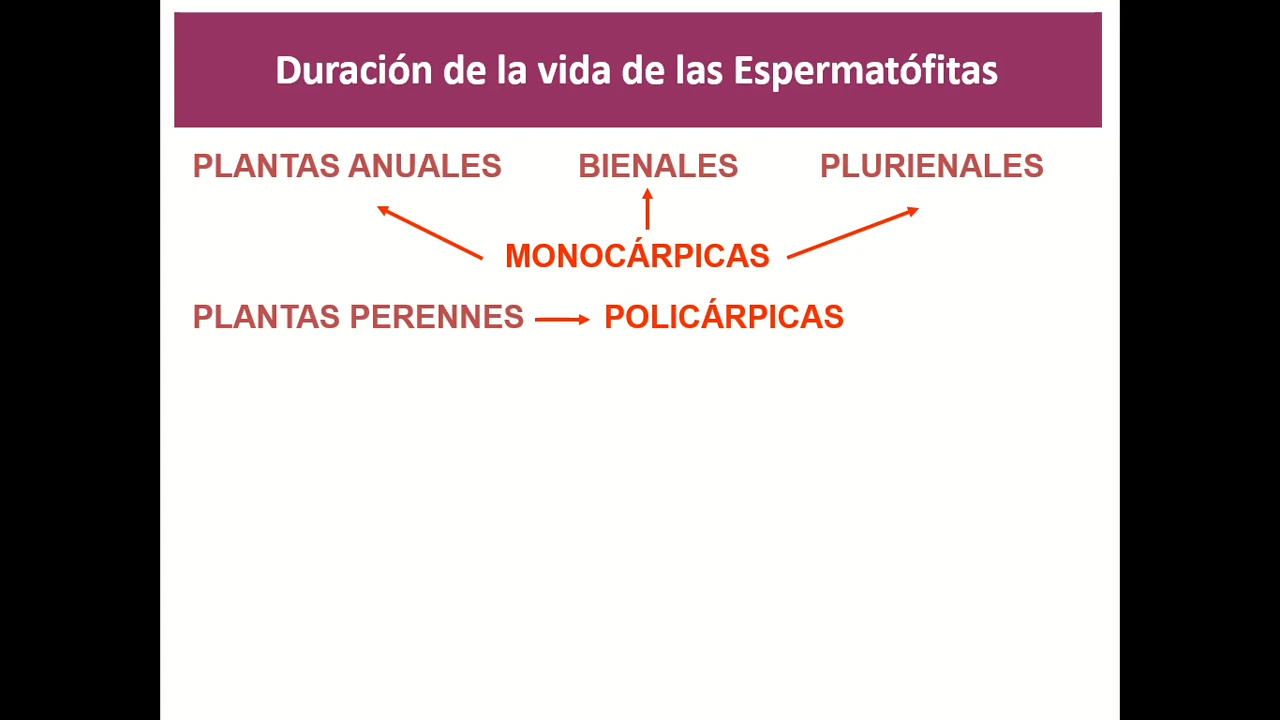 Duración de la vida de las Espermatófitas
PLANTAS ANUALES BIENALES PLURIENALES
MONOCÁRPICAS
PLANTAS PERENNES POLICÁRPICAS